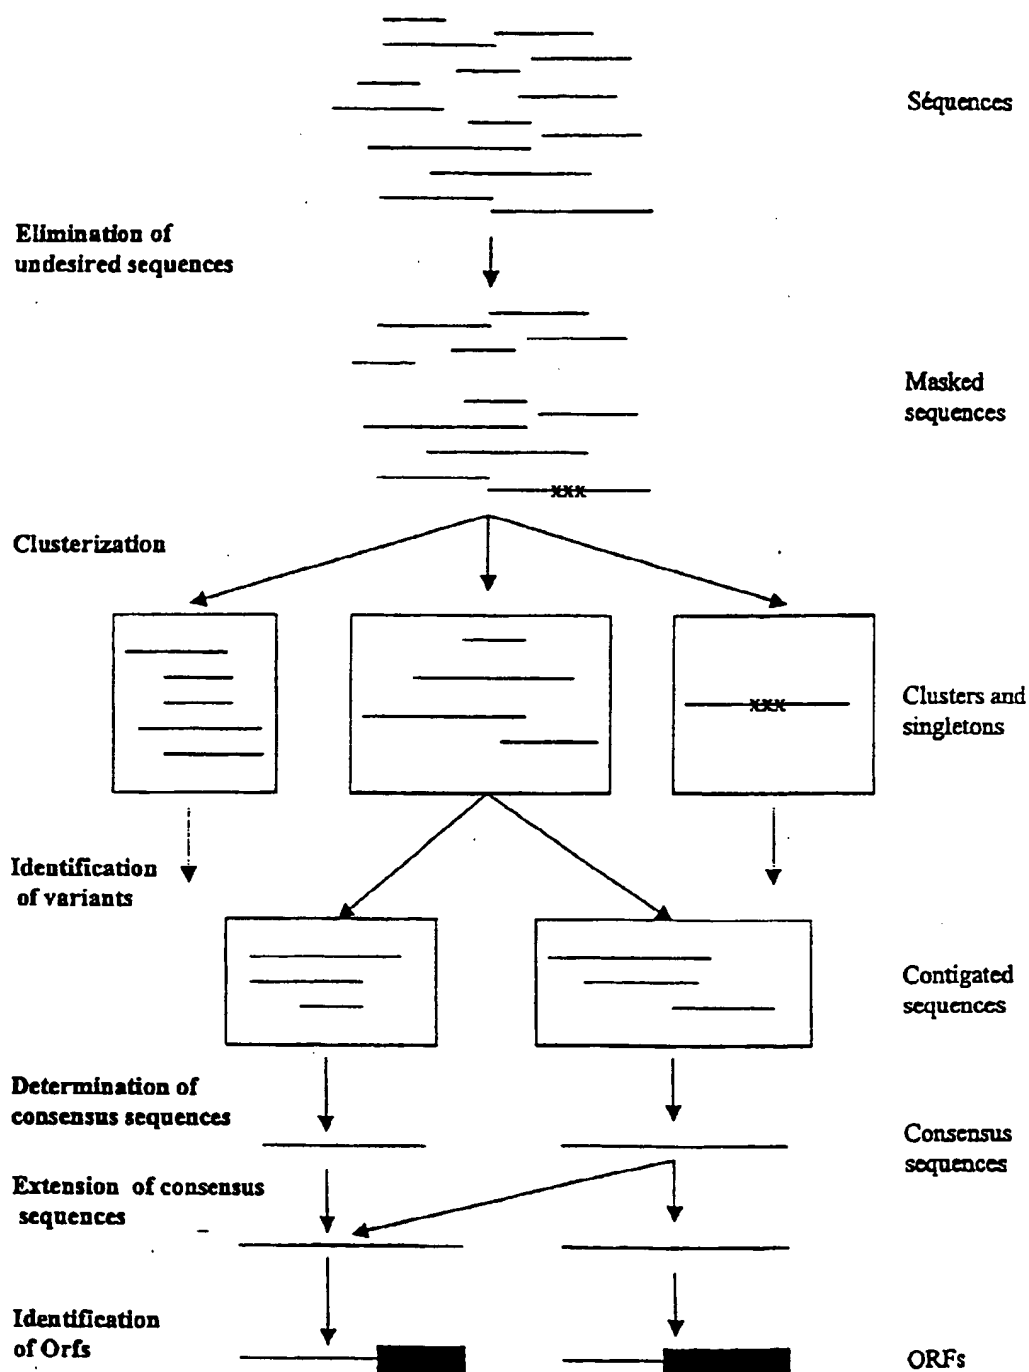 Séquences
Elimination of
undesired sequences
Masked
sequences
xxx
Clusterization
Clusters and
singletons
xxx
Identification
of variants
Contigated
sequences
Determination of
consensus sequences
Consensus
sequences
Extension of consensus
sequences
Identification
of Orfs
ORFs